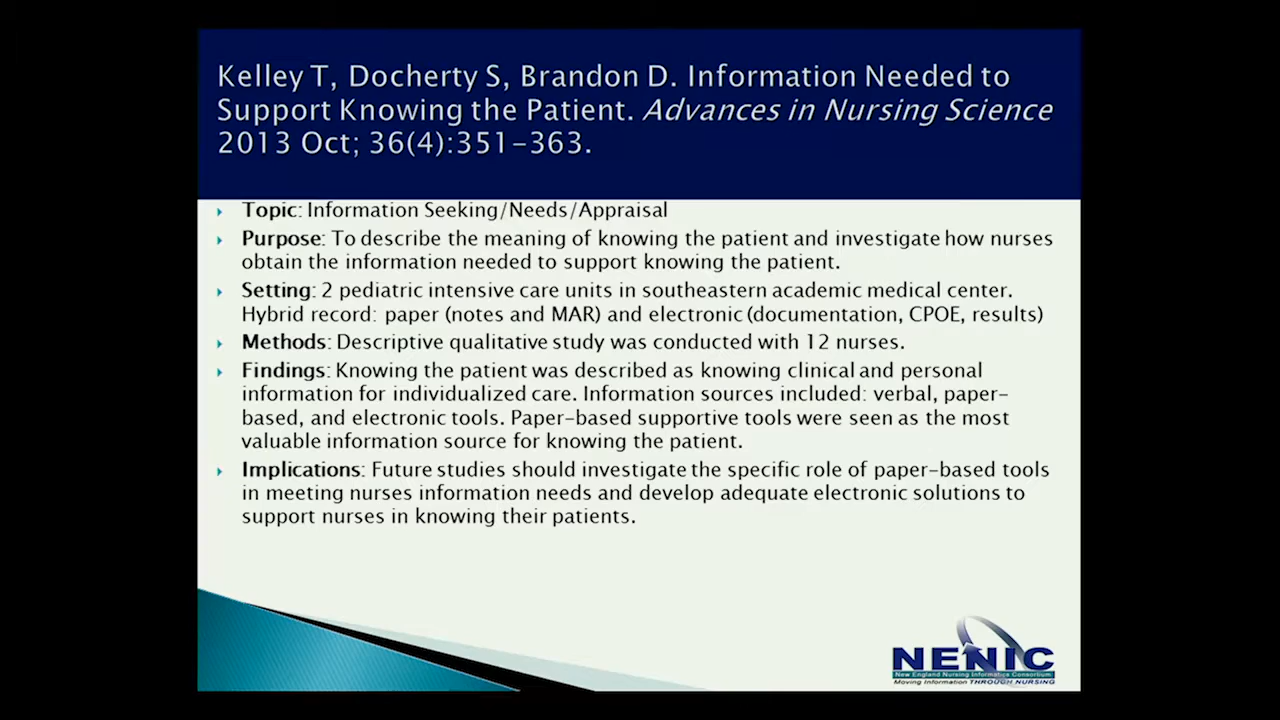 Kelley T, Docherty S, Brandon D. Information Needed to
Support Knowing the Patient. Advances in Nursing Science
2013 Oct; 36(4):351-363.
Topic: Information Seeking/Needs/Appraisal
Purpose: To describe the meaning of knowing the patient and investigate how nurses
obtain the information needed to support knowing the patient.
Setting: 2 pediatric intensive care units in southeastern academic medical center.
Hybrid record: paper (notes and MAR) and electronic (documentation, CPOE, results)
Methods: Descriptive qualitative study was conducted with 12 nurses.
Findings: Knowing the patient was described as knowing clinical and personal
information for individualized care. Information sources included: verbal, paper-
based, and electronic tools. Paper-based supportive tools were seen as the most
valuable information source for knowing the patient.
Implications: Future studies should investigate the specific role of paper-based tools
in meeting nurses information needs and develop adequate electronic solutions to
support nurses in knowing their patients.
NENIC
New England Nursing Informatics Consortium
Moving Information THROUGH NURSING